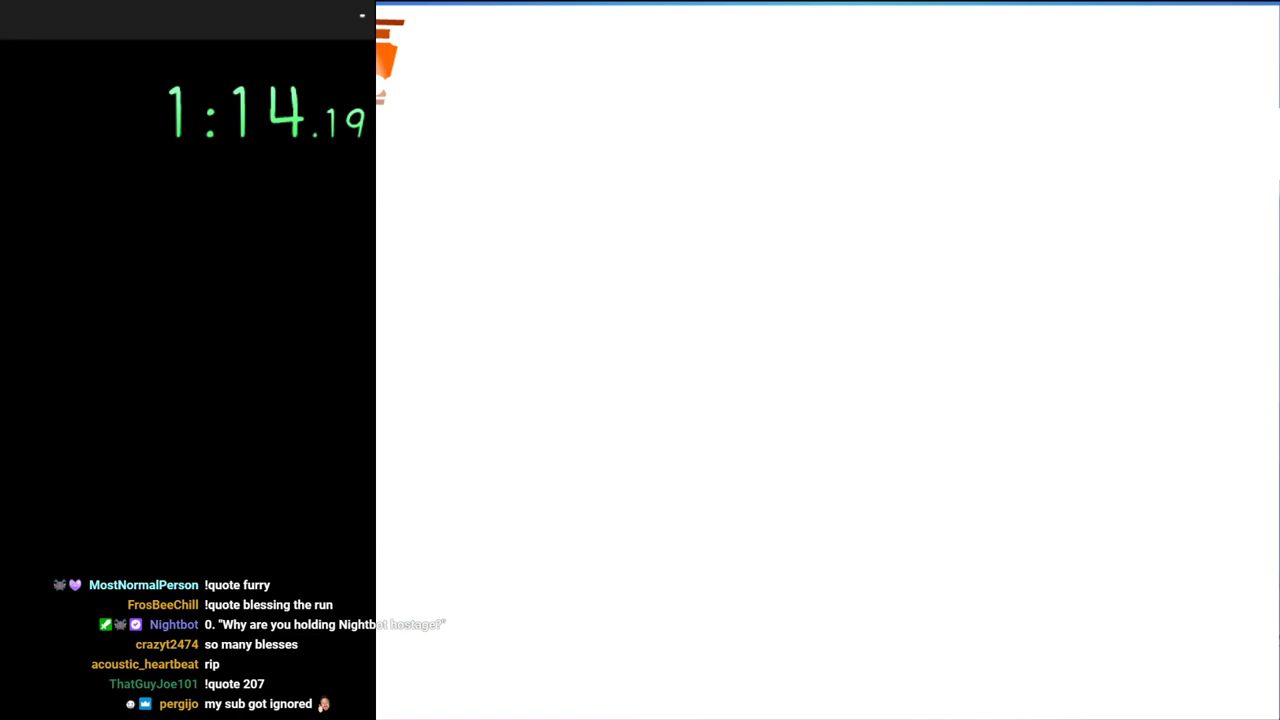 1:14.19
MostNormalPerson !quote furry
FrosBeeChill !quote blessing the run
Nightbot 0. "Why are you holding Nightbot hostage?"
crazyt2474 so many blesses
acoustic_heartbeat rip
ThatGuyJoe101 !quote 207
pergijo my sub got ignored